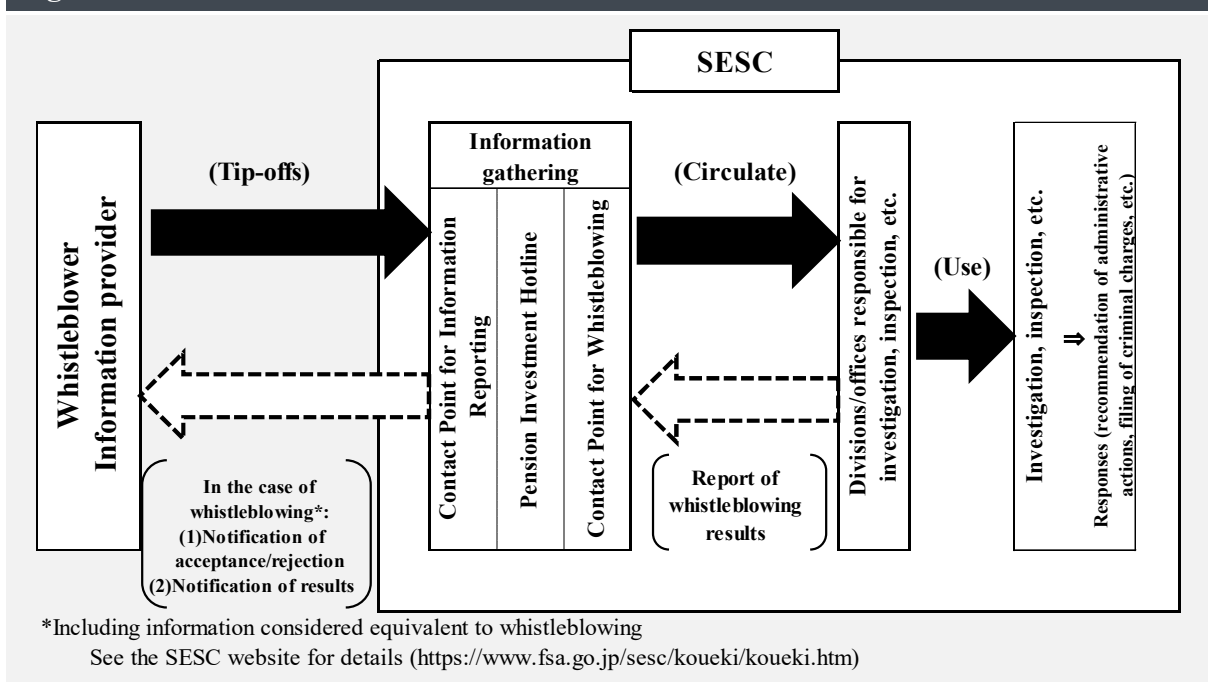 SESC
Whistleblower
Information provider
(Tip-offs)
Information
gathering
Contact Point for Information
Reporting
Pension Investment Hotline
Contact Point for Whistleblowing
(Circulate)
Divisions/offices responsible for
investigation, inspection, etc.
(Use)
Investigation, inspection, etc.
⇒
Responses (recommendation of administrative
actions, filing of criminal charges, etc.)
In the case of
whistleblowing*:
(1)Notification of
acceptance/rejection
(2)Notification of results
Report of
whistleblowing
results
*Including information considered equivalent to whistleblowing
See the SESC website for details (https://www.fsa.go.jp/sesc/koueki/koueki.htm)